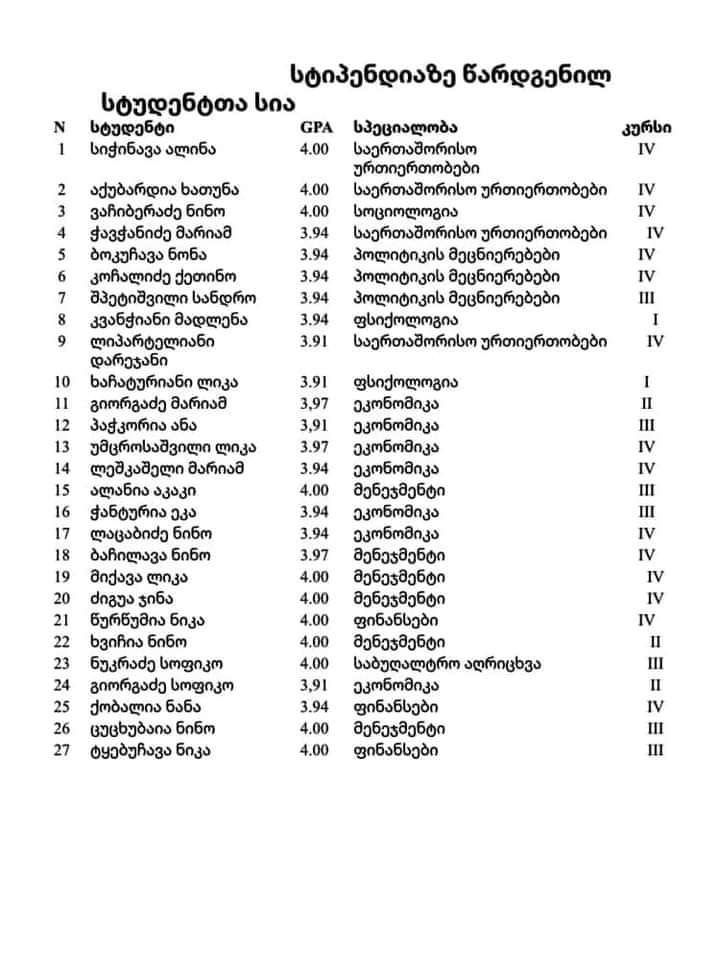 სტიპენდიაზე წარდგენილ
სტუდენტთა სია
N სტუდენტი GPA სპეციალობა კურსი
1 სიჭინავა ალინა 4.00 საერთაშორისო IV
ურთიერთობები
2 აქუბარდია ხათუნა 4.00 საერთაშორისო ურთიერთობები IV
3 ვაჩიბერაძე ნინო 4.00 სოციოლოგია IV
4 ჭავჭანიძე მარიამ 3.94 საერთაშორისო ურთიერთობები IV
5 ბოკუჩავა ნონა 3.94 პოლიტიკის მეცნიერებები IV
6 კოჩალიძე ქეთინო 3.94 პოლიტიკის მეცნიერებები IV
7 შპეტიშვილი სანდრო 3.94 პოლიტიკის მეცნიერებები III
8 კვანჭიანი მადლენა 3.94 ფსიქოლოგია I
9 ლიპარტელიანი 3.91 საერთაშორისო ურთიერთობები IV
დარეჯანი
10 ხაჩატურიანი ლიკა 3.91 ფსიქოლოგია I
11 გიორგაძე მარიამ 3,97 ეკონომიკა II
12 პაჭკორია ანა 3,91 ეკონომიკა III
13 უმცროსაშვილი ლიკა 3.97 ეკონომიკა IV
14 ლეშკაშელი მარიამ 3.94 ეკონომიკა IV
15 ალანია აკაკი 4.00 მენეჯმენტი III
16 ჭანტურია ეკა 3.94 ეკონომიკა III
17 ლაცაბიძე ნინო 3.94 ეკონომიკა IV
18 ბაჩილავა ნინო 3.97 მენეჯმენტი IV
19 მიქავა ლიკა 4.00 მენეჯმენტი IV
20 ძიგუა ჯინა 4.00 მენეჯმენტი IV
21 წურწუმია ნიკა 4.00 ფინანსები IV
22 ხვიჩია ნინო 4.00 მენეჯმენტი II
23 ნუკრაძე სოფიკო 4.00 საბუღალტრო აღრიცხვა III
24 გიორგაძე სოფიკო 3,91 ეკონომიკა II
25 ქობალია ნანა 3.94 ფინანსები IV
26 ცუცხუბაია ნინო 4.00 მენეჯმენტი III
27 ტყებუჩავა ნიკა 4.00 ფინანსები III